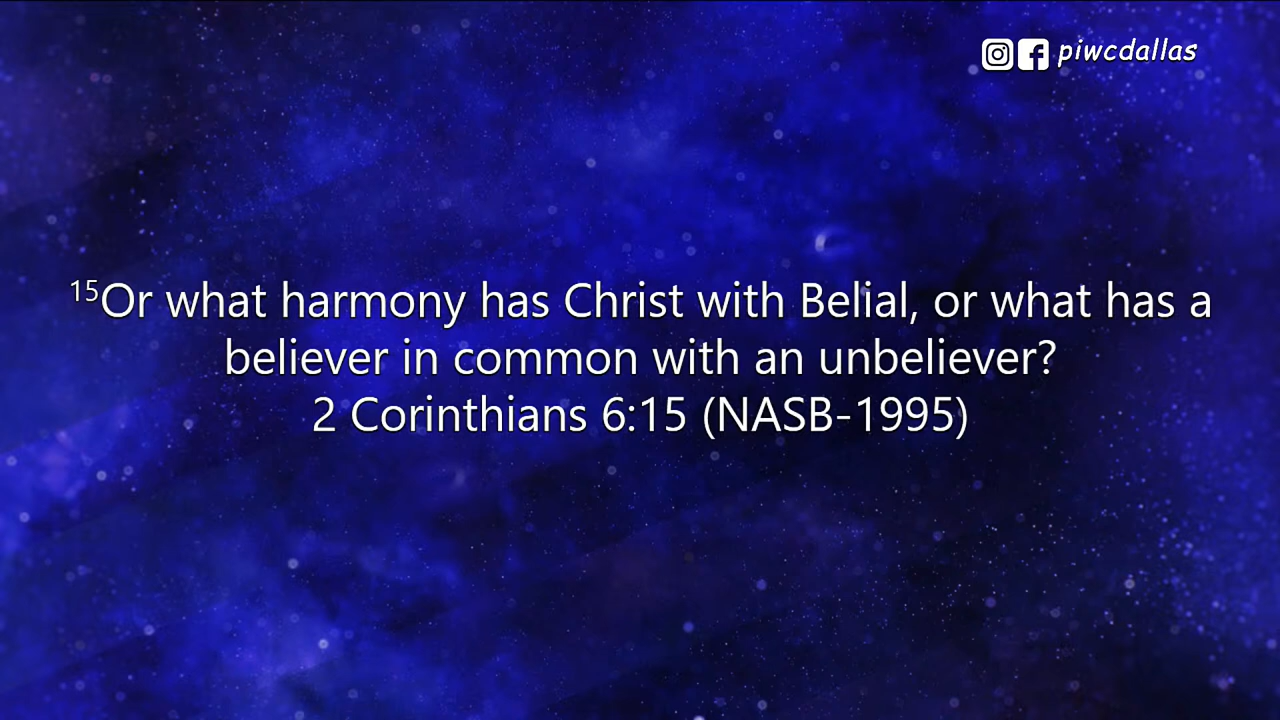 piwcdallas
15Or what harmony has Christ with Belial, or what has a
believer in common with an unbeliever?
2 Corinthians 6:15 (NASB-1995)